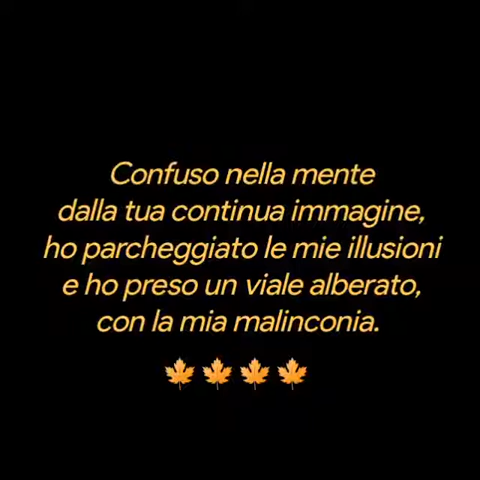 Confuso nella mente
dalla tua continua immagine,
ho parcheggiato le mie illusioni
e ho preso un viale alberato,
con la mia malinconia.
🍁🍁🍁🍁